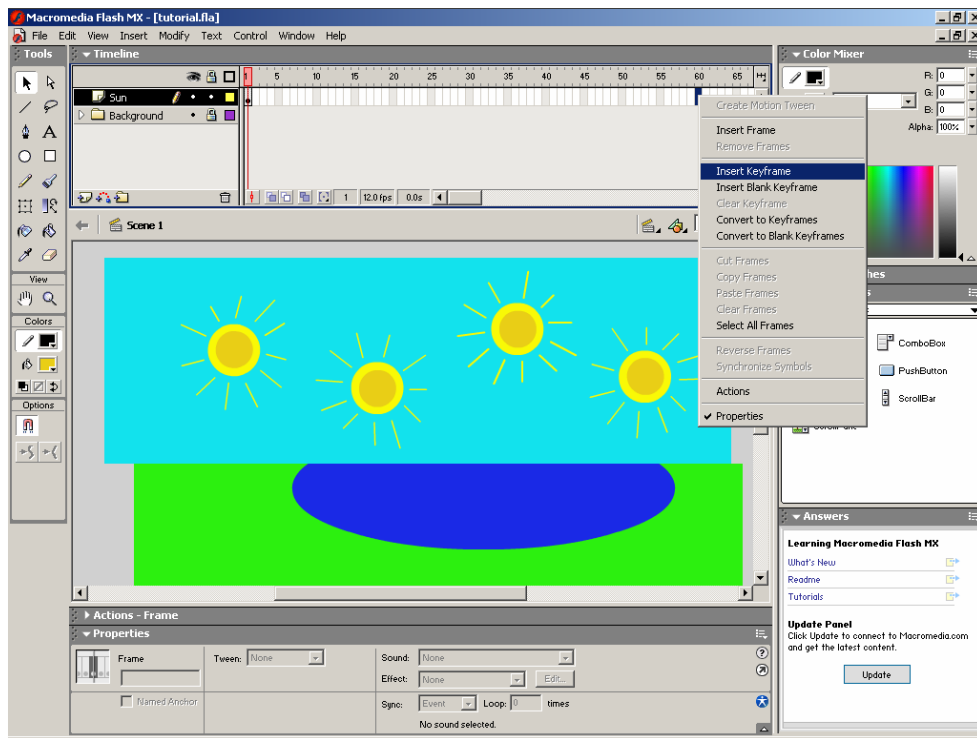 Macromedia Flash MX - [tutorial.fla]
File Edit View Insert Modify Text Control Window Help
Tools
Timeline
1 5 10 15 20 25 30 35 40 45 50 55 60 65
Sun
Background
1 12.0 fps 0.0s
Scene 1
View
Colors
Options
Create Motion Tween
Insert Frame
Remove Frames
Insert Keyframe
Insert Blank Keyframe
Clear Keyframe
Convert to Keyframes
Convert to Blank Keyframes
Cut Frames
Copy Frames
Paste Frames
Clear Frames
Select All Frames
Reverse Frames
Synchronize Symbols
Actions
Properties
Color Mixer
R: 0
G: 0
B: 0
Alpha: 100%
ComboBox
PushButton
ScrollBar
Answers
Learning Macromedia Flash MX
What's New
Readme
Tutorials
Update Panel
Click Update to connect to Macromedia.com
and get the latest content.
Update
Actions - Frame
Properties
Frame
Tween: None
Sound: None
Effect: None Edit...
Named Anchor
Sync: Event Loop: 0 times
No sound selected.